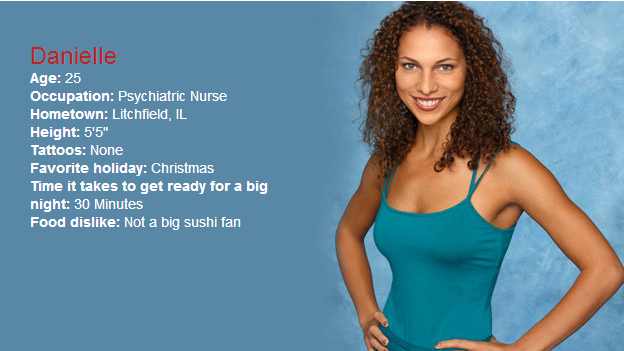 Danielle
Age: 25
Occupation: Psychiatric Nurse
Hometown: Litchfield, IL
Height: 5'5"
Tattoos: None
Favorite holiday: Christmas
Time it takes to get ready for a big
night: 30 Minutes
Food dislike: Not a big sushi fan